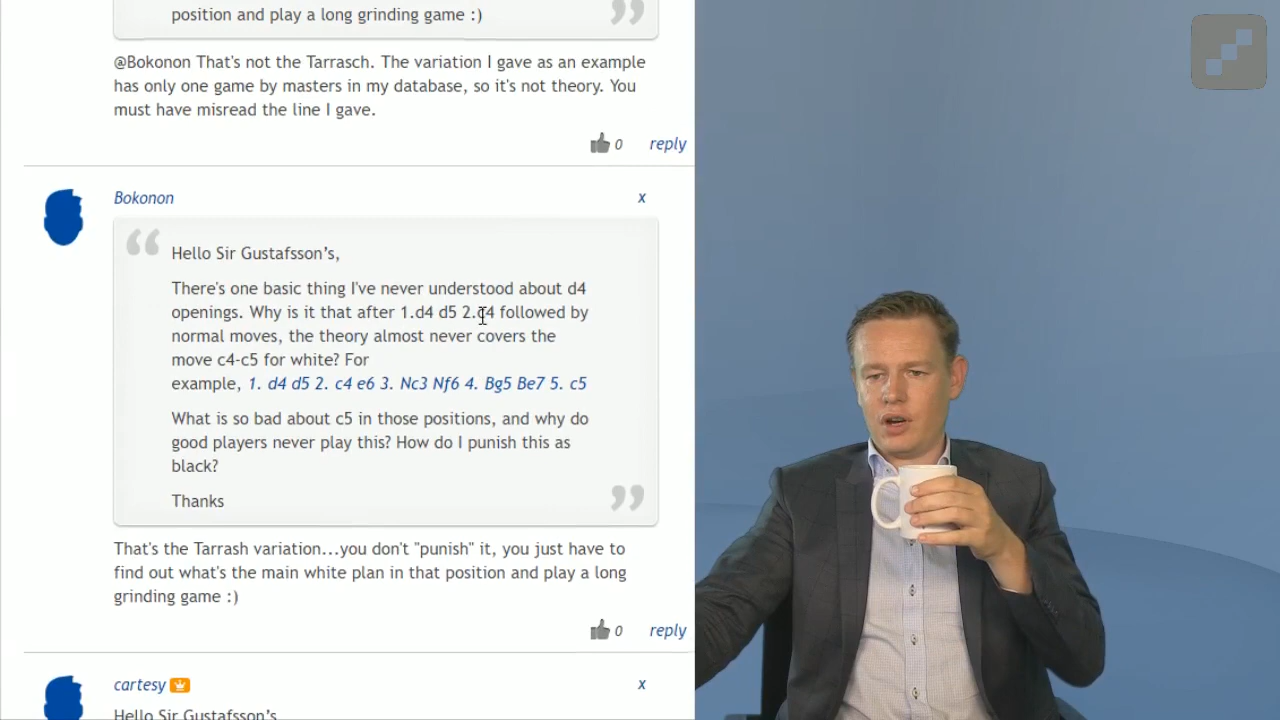 position and play a long grinding game :)
@Bokonon That's not the Tarrasch. The variation I gave as an example
has only one game by masters in my database, so it's not theory. You
must have misread the line I gave.
0 reply
Bokonon x
Hello Sir Gustafsson’s,
There's one basic thing I've never understood about d4
openings. Why is it that after 1.d4 d5 2.c4 followed by
normal moves, the theory almost never covers the
move c4-c5 for white? For
example, 1. d4 d5 2. c4 e6 3. Nc3 Nf6 4. Bg5 Be7 5. c5
What is so bad about c5 in those positions, and why do
good players never play this? How do I punish this as
black?
Thanks
That's the Tarrash variation...you don't "punish" it, you just have to
find out what's the main white plan in that position and play a long
grinding game :)
0 reply
cartesy x
Hello Sir Gustafsson’s